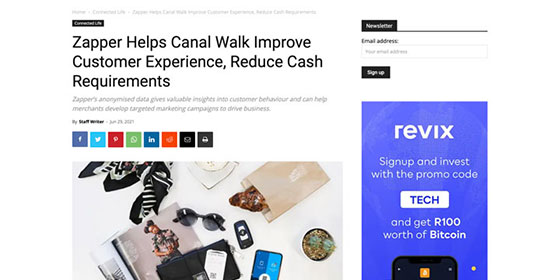 Home › Connected Life › Zapper Helps Canal Walk Improve Customer Experience, Reduce Cash Requirements
Connected Life
Zapper Helps Canal Walk Improve
Customer Experience, Reduce Cash
Requirements
Zapper's anonymised data gives valuable insights into customer behaviour and can help
merchants develop targeted marketing campaigns to drive business.
By Staff Writer - Jun 29, 2021
Newsletter
Email address:
Your email address
Sign up
revix
Signup and invest
with the promo code
TECH
and get R100
worth of Bitcoin